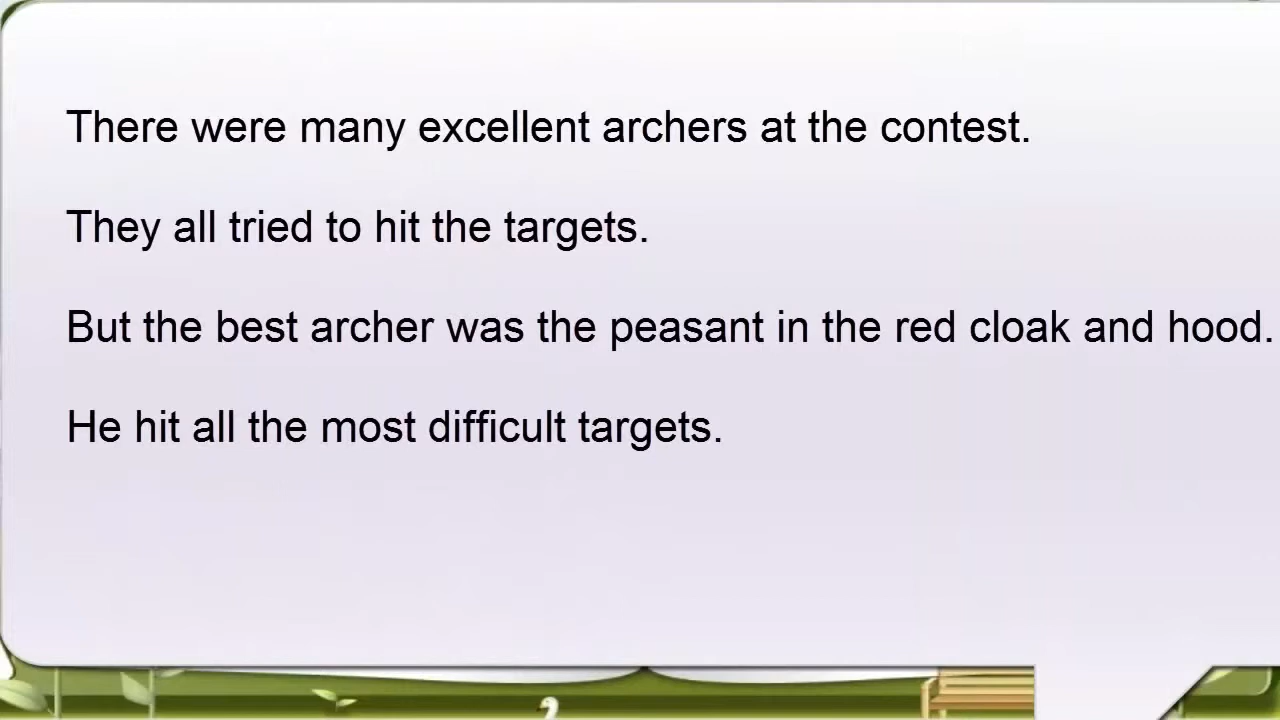 There were many excellent archers at the contest.
They all tried to hit the targets.
But the best archer was the peasant in the red cloak and hood.
He hit all the most difficult targets.